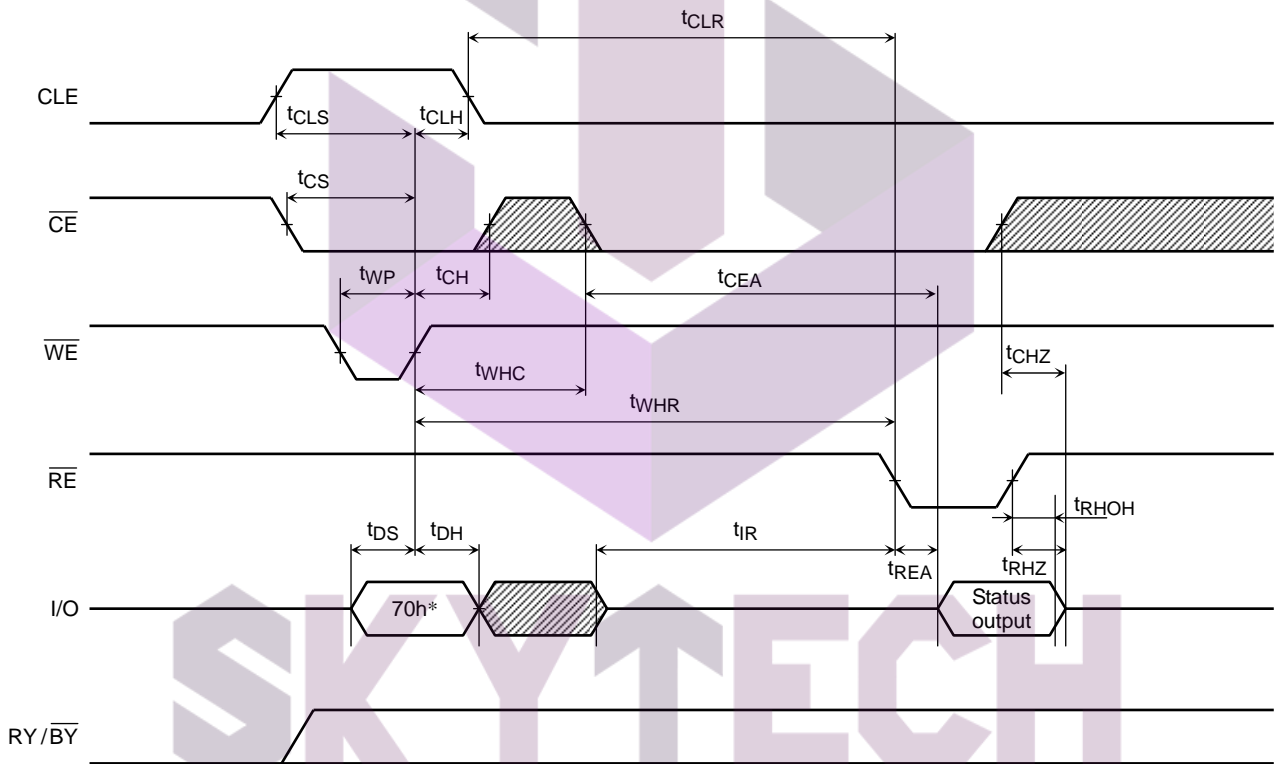 tCLR
CLE
tCLS
tCLH
tCS
CE
tWP
tCH
tCEA
WE
tCHZ
tWHC
tWHR
RE
tRHOH
tDS
tDH
tIR
tREA
tRHZ
I/O
70h*
Status
output
RY/BY
SKYTECH